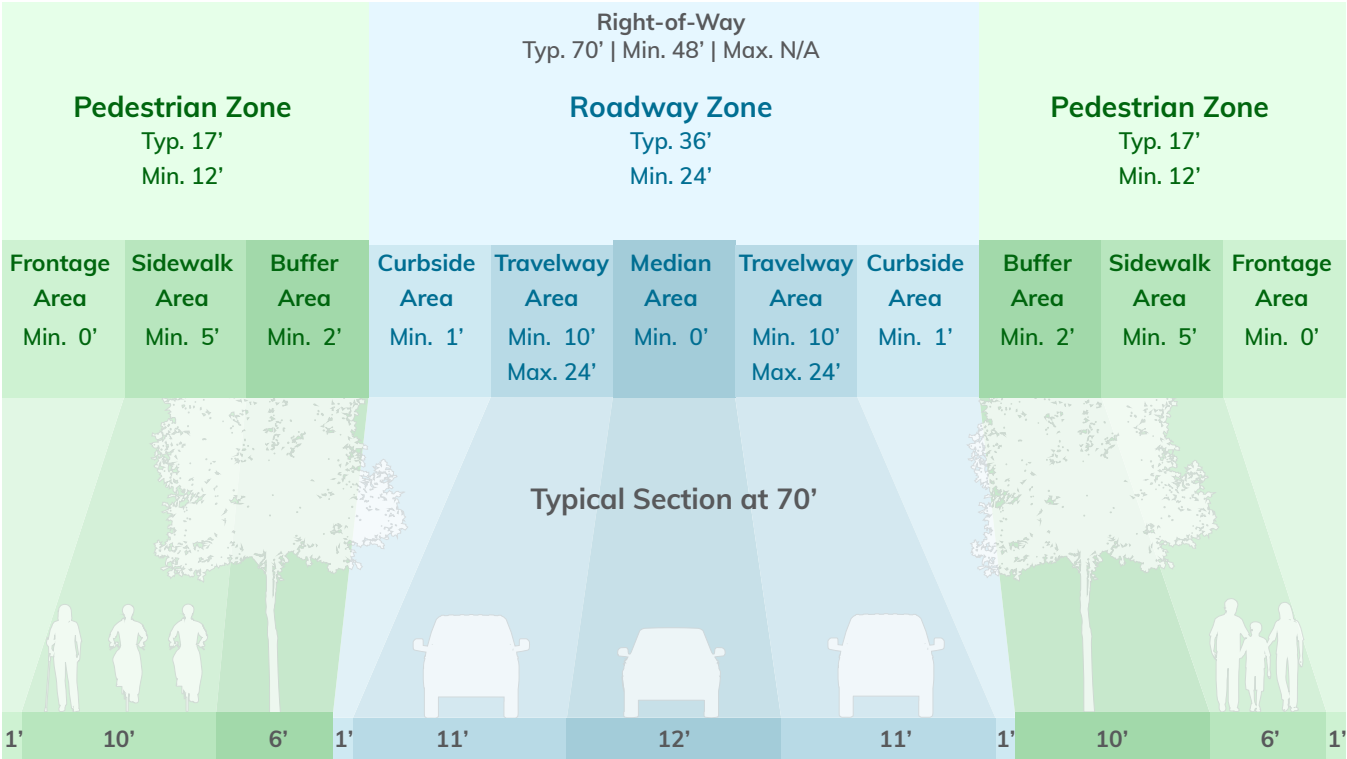 Right-of-Way
Typ. 70’ | Min. 48’ | Max. N/A
Pedestrian Zone
Typ. 17’
Min. 12’
Roadway Zone
Typ. 36’
Min. 24’
Pedestrian Zone
Typ. 17’
Min. 12’
Frontage
Area
Min. 0’
Sidewalk
Area
Min. 5’
Buffer
Area
Min. 2’
Curbside
Area
Min. 1’
Travelway
Area
Min. 10’
Max. 24’
Median
Area
Min. 0’
Travelway
Area
Min. 10’
Max. 24’
Curbside
Area
Min. 1’
Buffer
Area
Min. 2’
Sidewalk
Area
Min. 5’
Frontage
Area
Min. 0’
Typical Section at 70’
1’ 10’ 6’ 1’ 11’ 12’ 11’ 1’ 10’ 6’ 1’